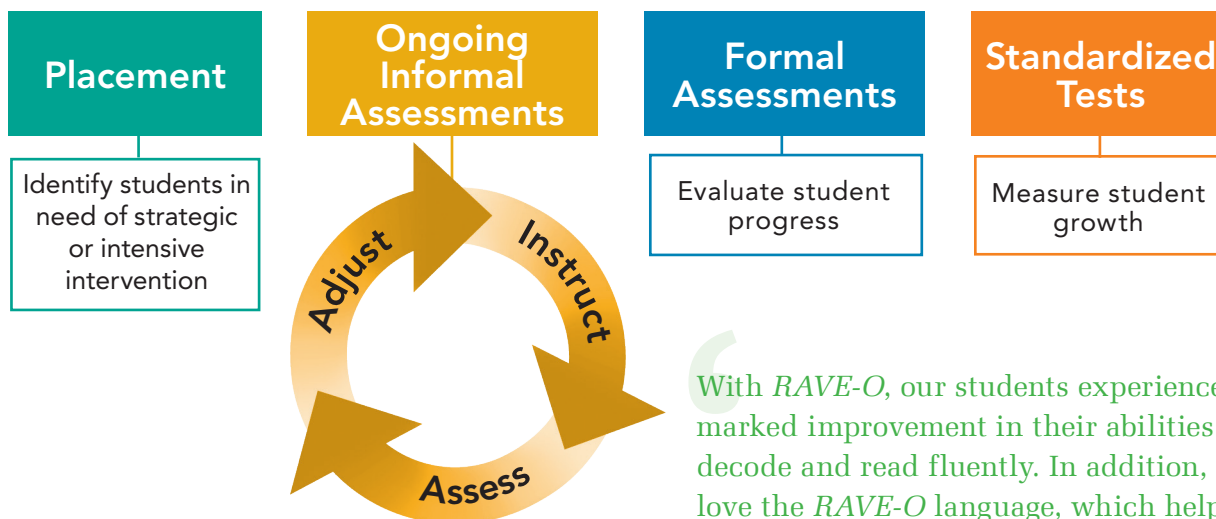 Placement
Identify students in
need of strategic
or intensive
intervention
Ongoing
Informal
Assessments
Adjust
Instruct
Assess
Formal
Assessments
Evaluate student
progress
Standardized
Tests
Measure student
growth
‘
With RAVE-O, our students experience
marked improvement in their abilities
decode and read fluently. In addition,
love the RAVE-O language, which help